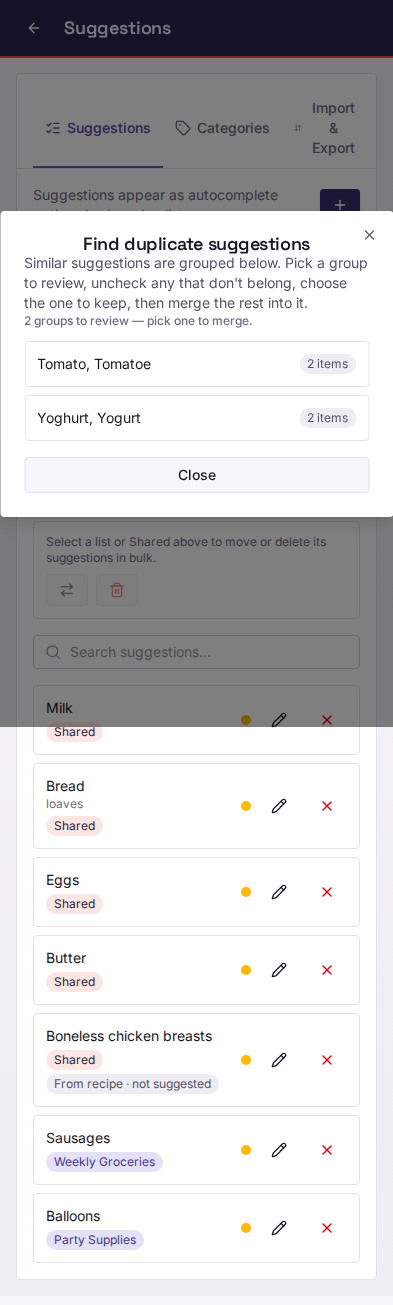 Suggestions
Suggestions
Categories
Import
&
Export
Suggestions appear as autocomplete
Find duplicate suggestions
Similar suggestions are grouped below. Pick a group
to review, uncheck any that don't belong, choose
the one to keep, then merge the rest into it.
2 groups to review — pick one to merge.
Tomato, Tomatoe
2 items
Yoghurt, Yogurt
2 items
Close
Select a list or Shared above to move or delete its
suggestions in bulk.
Search suggestions...
Milk
Shared
Bread
loaves
Shared
Eggs
Shared
Butter
Shared
Boneless chicken breasts
Shared
From recipe · not suggested
Sausages
Weekly Groceries
Balloons
Party Supplies